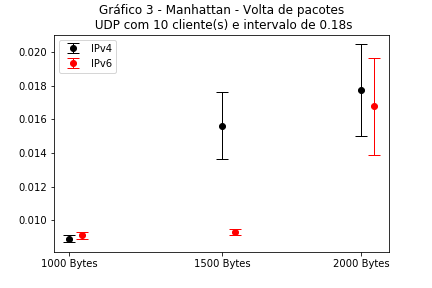 Gráfico 3 - Manhattan - Volta de pacotes
UDP com 10 cliente(s) e intervalo de 0.18s
IPv4
IPv6
0.020
0.018
0.016
0.014
0.012
0.010
1000 Bytes
1500 Bytes
2000 Bytes